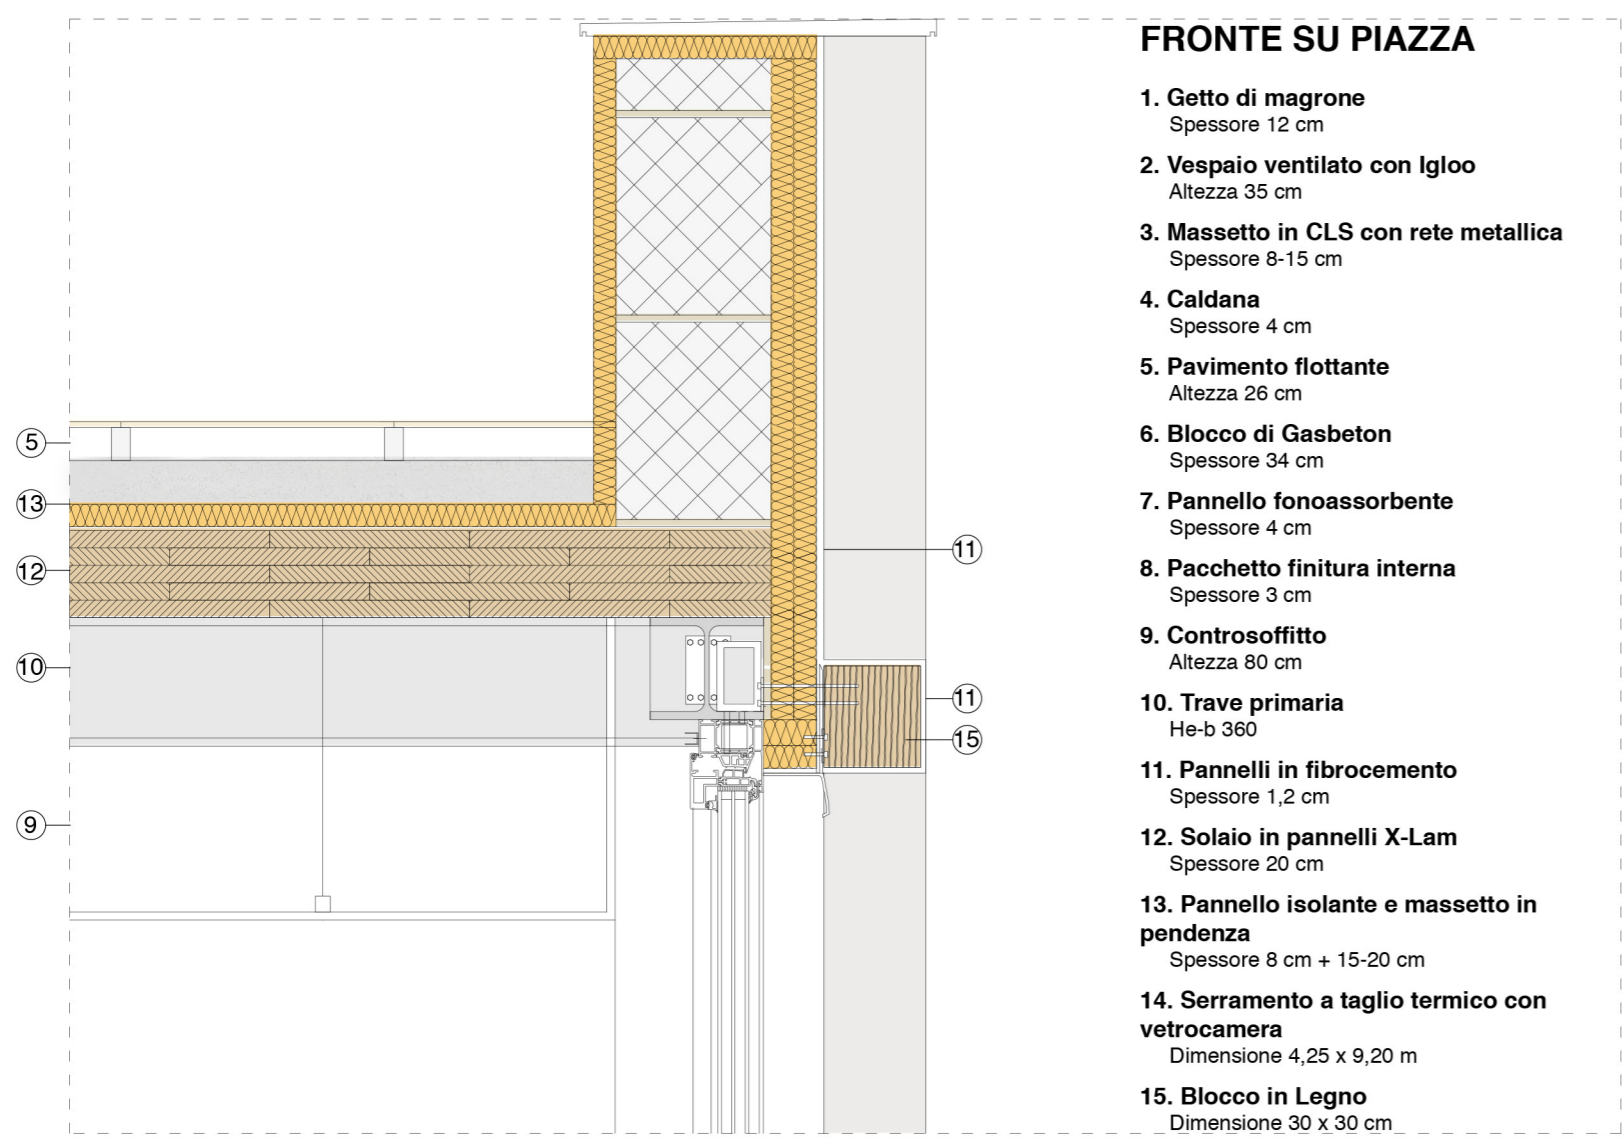 FRONTE SU PIAZZA
1. Getto di magrone
Spessore 12 cm
2. Vespaio ventilato con Igloo
Altezza 35 cm
3. Massetto in CLS con rete metallica
Spessore 8-15 cm
4. Caldana
Spessore 4 cm
5. Pavimento flottante
Altezza 26 cm
6. Blocco di Gasbeton
Spessore 34 cm
7. Pannello fonoassorbente
Spessore 4 cm
8. Pacchetto finitura interna
Spessore 3 cm
9. Controsoffitto
Altezza 80 cm
10. Trave primaria
He-b 360
11. Pannelli in fibrocemento
Spessore 1,2 cm
12. Solaio in pannelli X-Lam
Spessore 20 cm
13. Pannello isolante e massetto in
pendenza
Spessore 8 cm + 15-20 cm
14. Serramento a taglio termico con
vetrocamera
Dimensione 4,25 x 9,20 m
15. Blocco in Legno
Dimensione 30 x 30 cm
5
13
12
10
9
11
11
15